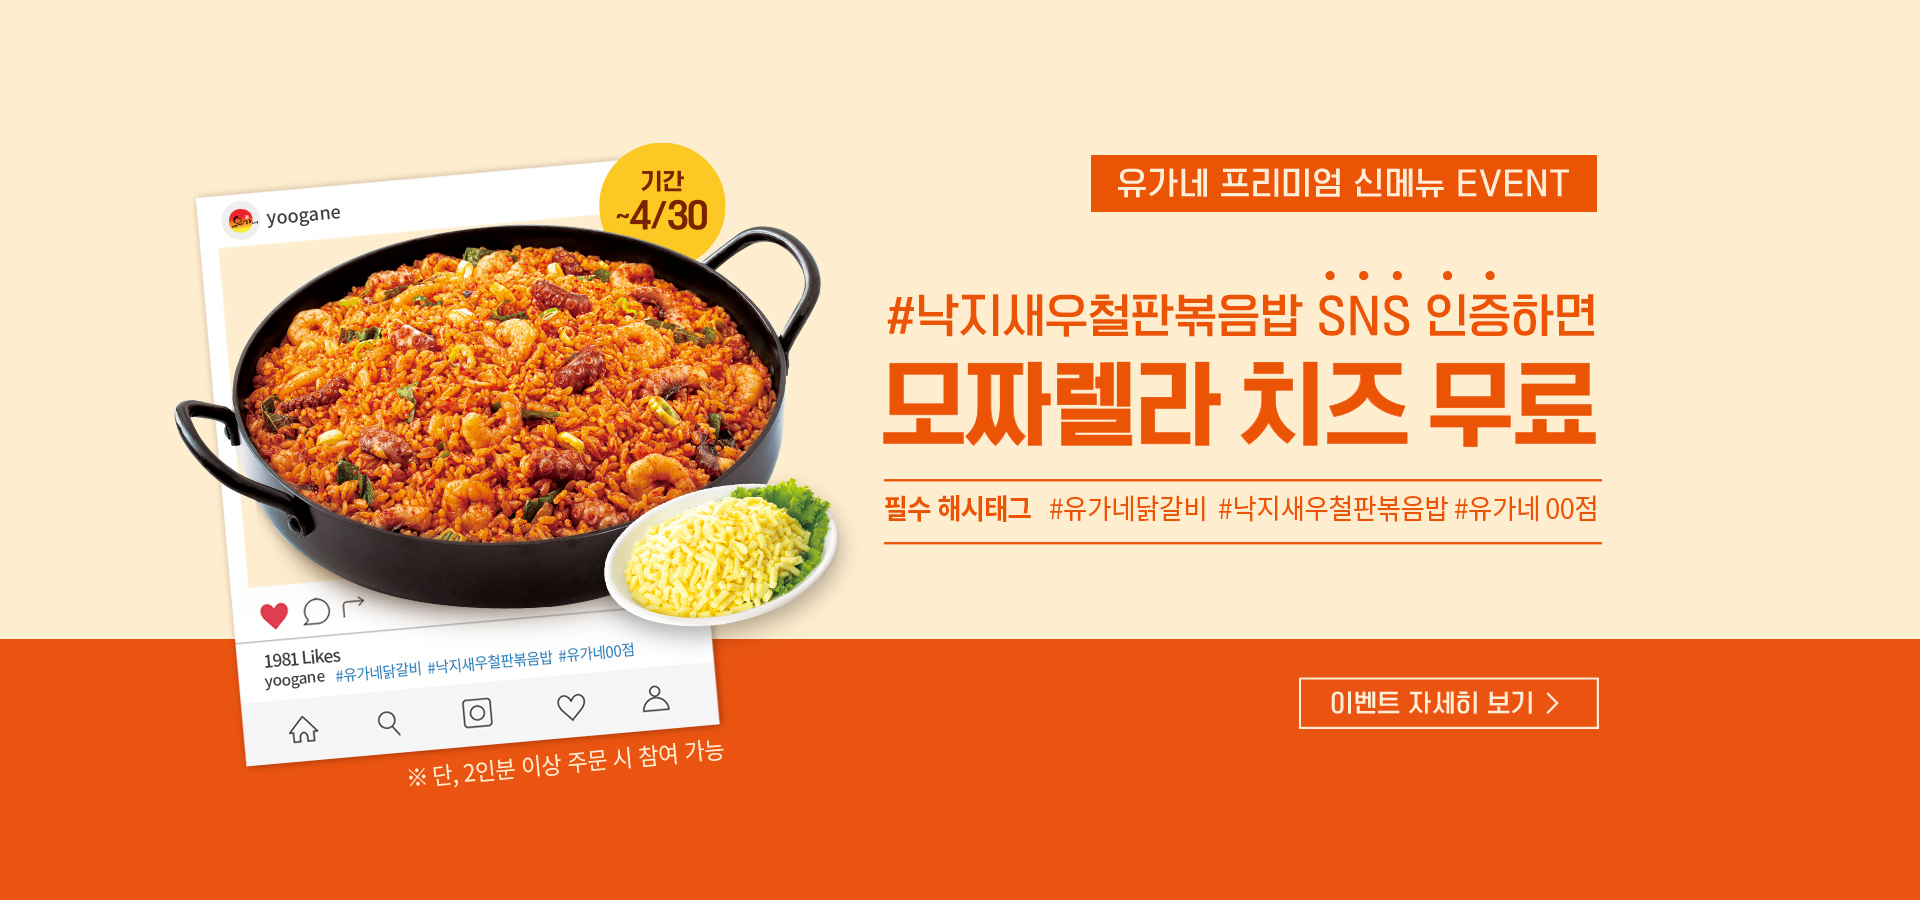 yoogane
기간
~4/30
1981 Likes
yoogane #유가네닭갈비 #낙지새우철판볶음밥 #유가네00점
※ 단, 2인분 이상 주문 시 참여 가능
유가네 프리미엄 신메뉴 EVENT
#낙지새우철판볶음밥 SNS 인증하면
모짜렐라 치즈 무료
필수 해시태그 #유가네닭갈비 #낙지새우철판볶음밥 #유가네 00점
이벤트 자세히 보기 >